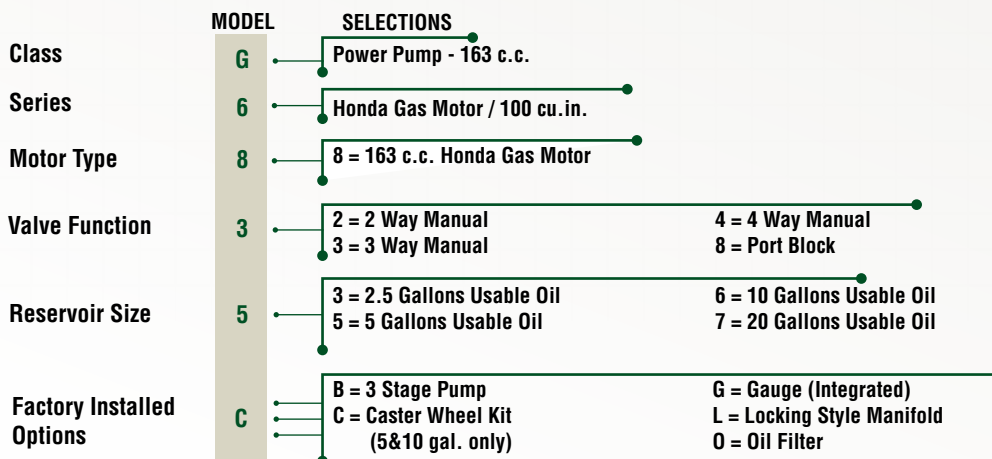 MODEL SELECTIONS
Class G Power Pump - 163 c.c.
Series 6 Honda Gas Motor / 100 cu.in.
Motor Type 8 8 = 163 c.c. Honda Gas Motor
Valve Function 3
2 = 2 Way Manual 4 = 4 Way Manual
3 = 3 Way Manual 8 = Port Block
Reservoir Size 5
3 = 2.5 Gallons Usable Oil 6 = 10 Gallons Usable Oil
5 = 5 Gallons Usable Oil 7 = 20 Gallons Usable Oil
Factory Installed
Options
C
B = 3 Stage Pump G = Gauge (Integrated)
C = Caster Wheel Kit L = Locking Style Manifold
(5&10 gal. only) O = Oil Filter